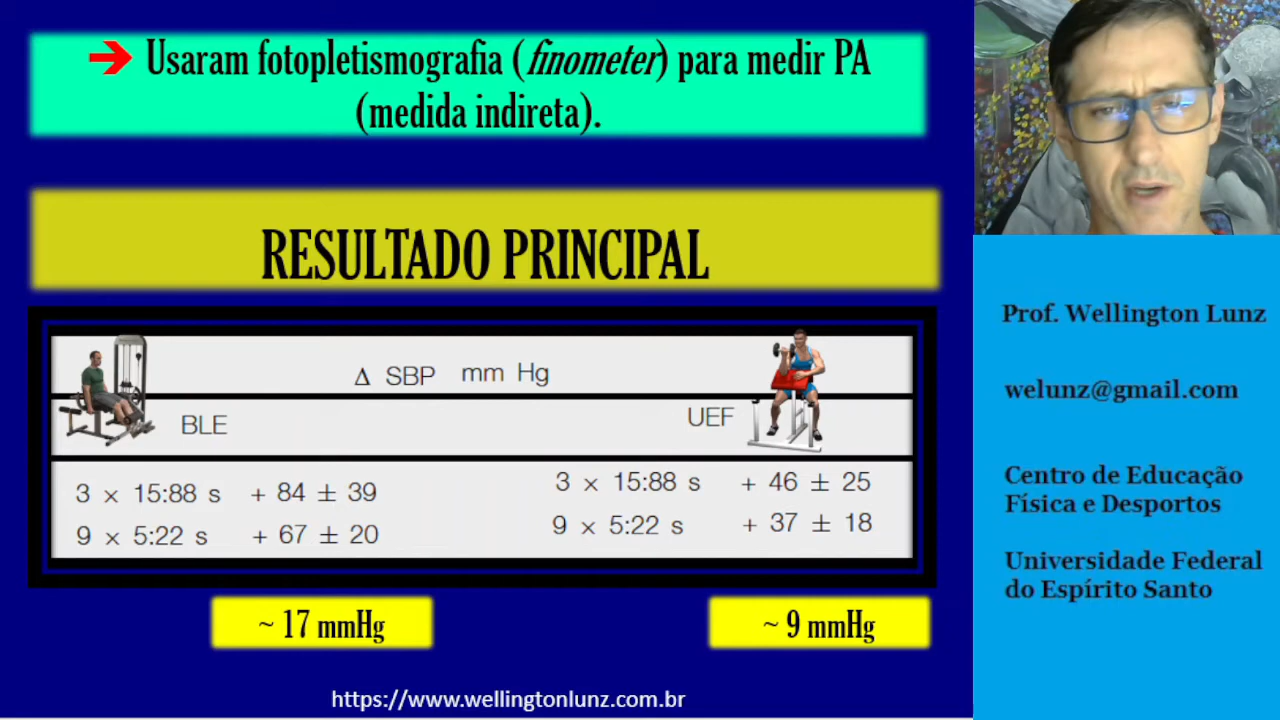 ➔ Usaram fotopletismografia (finometer) para medir PA
(medida indireta).
RESULTADO PRINCIPAL
Δ SBP mm Hg
BLE
UEF
3 × 15:88 s + 84 ± 39
9 × 5:22 s + 67 ± 20
3 × 15:88 s + 46 ± 25
9 × 5:22 s + 37 ± 18
~ 17 mmHg
~ 9 mmHg
https://www.wellingtonlunz.com.br
Prof. Wellington Lunz
welunz@gmail.com
Centro de Educação
Física e Desportos
Universidade Federal
do Espírito Santo